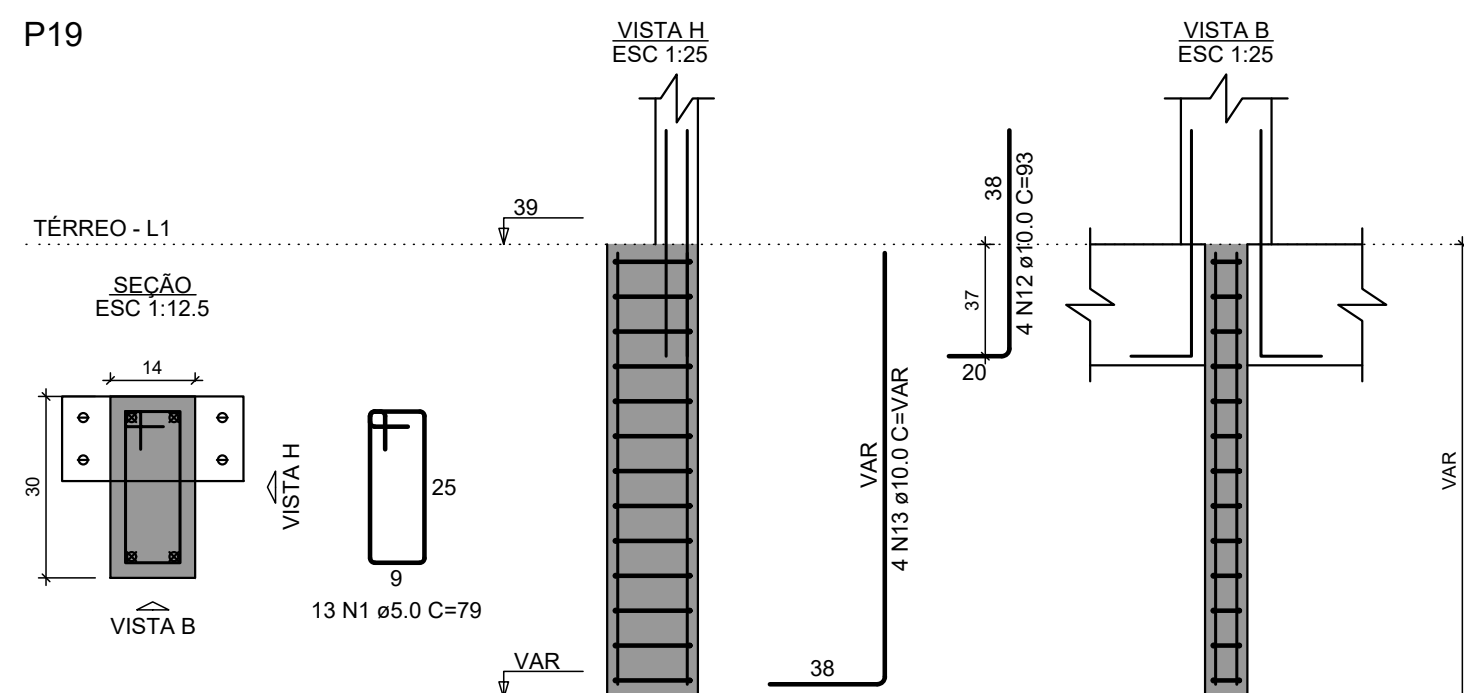 P19
VISTA H
ESC 1:25
VISTA B
ESC 1:25
TÉRREO - L1
39
38
4 N12 ø10.0 C=93
37
20
SEÇÃO
ESC 1:12.5
14
30
VISTA H
VISTA B
25
9
13 N1 ø5.0 C=79
VAR
4 N13 ø10.0 C=VAR
38
VAR
VAR